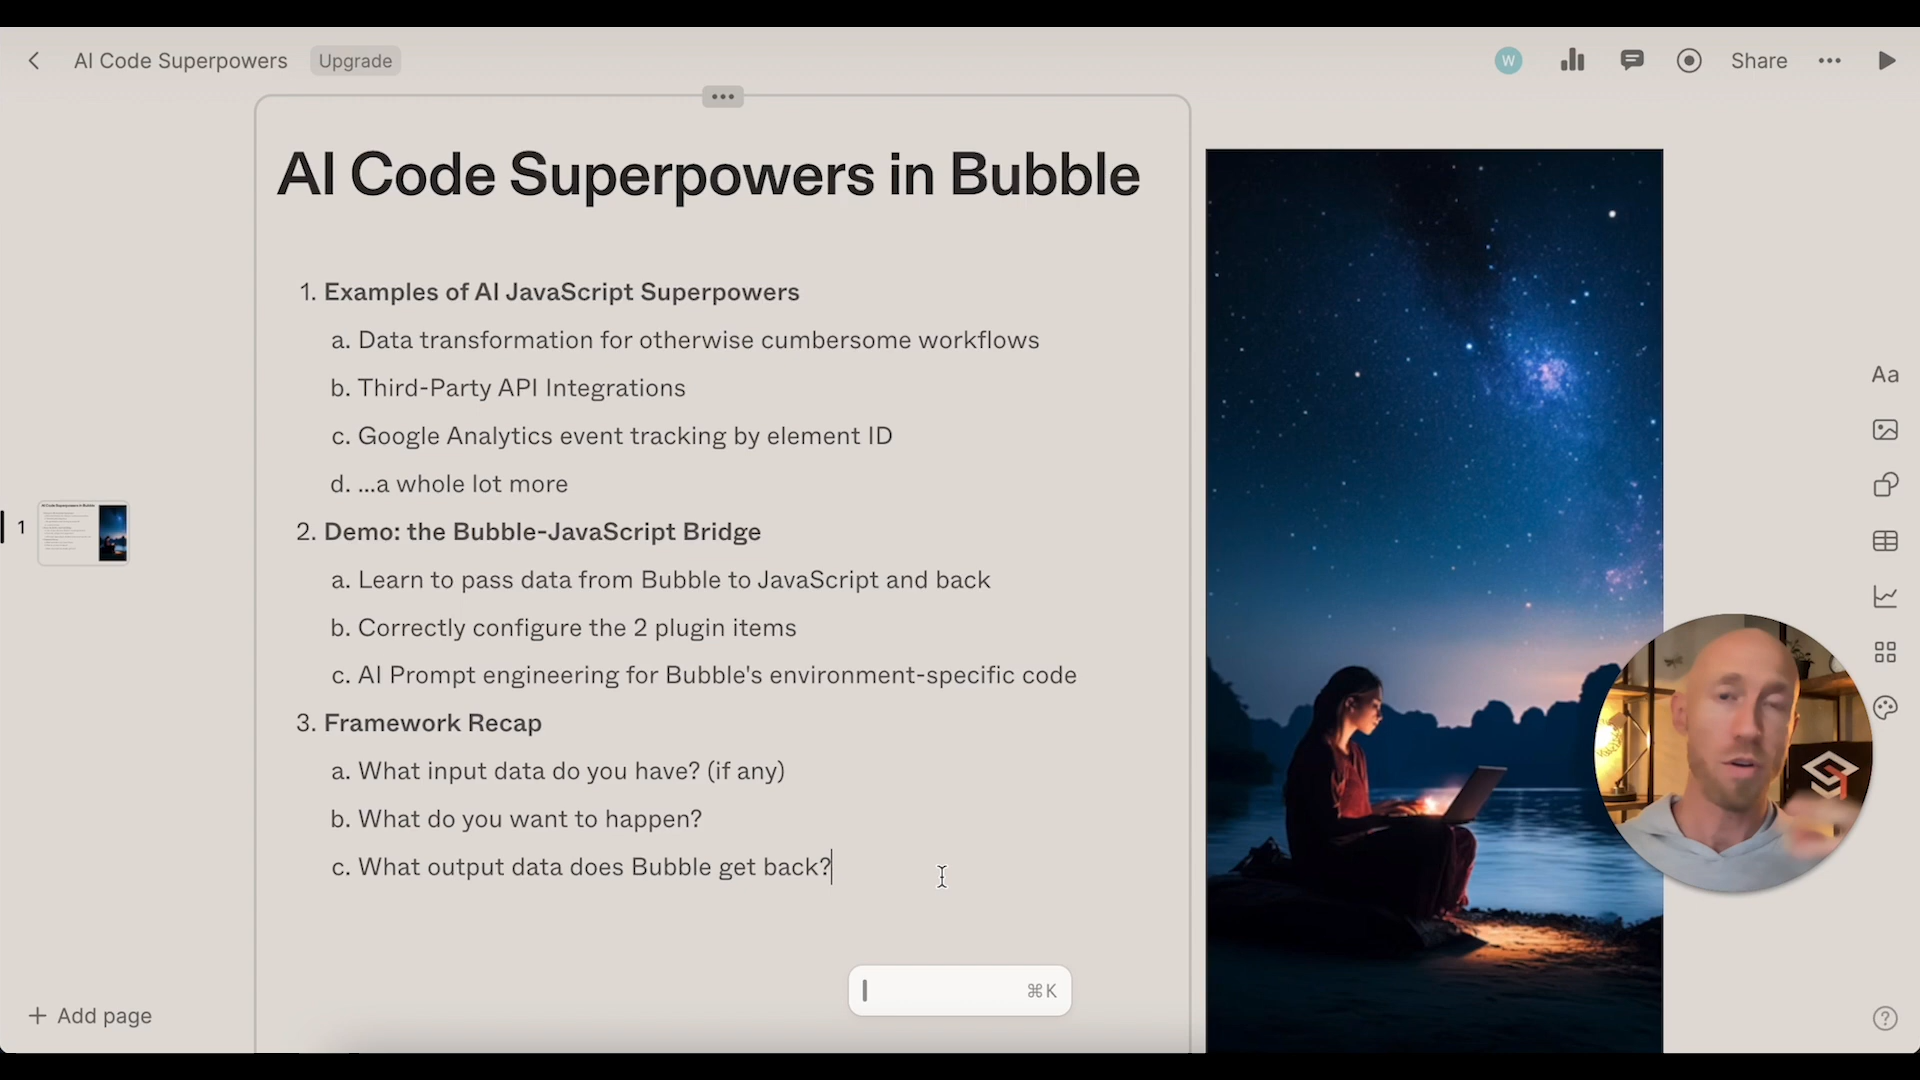 AI Code Superpowers
Upgrade
W
Share
AI Code Superpowers in Bubble
1. Examples of AI JavaScript Superpowers
a. Data transformation for otherwise cumbersome workflows
b. Third-Party API Integrations
c. Google Analytics event tracking by element ID
d. ...a whole lot more
2. Demo: the Bubble-JavaScript Bridge
a. Learn to pass data from Bubble to JavaScript and back
b. Correctly configure the 2 plugin items
c. AI Prompt engineering for Bubble's environment-specific code
3. Framework Recap
a. What input data do you have? (if any)
b. What do you want to happen?
c. What output data does Bubble get back?
1
Aa
⌘K
+ Add page
?